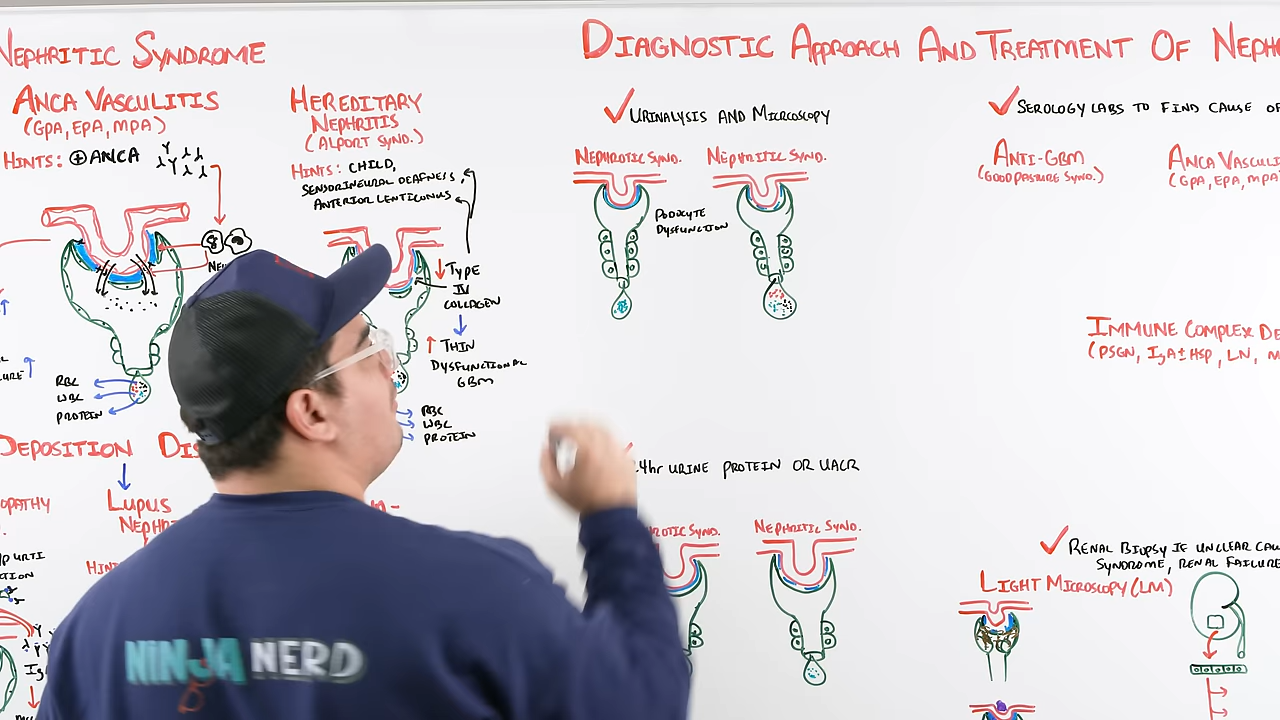 NEPHRITIC SYNDROME
ANCA VASCULITIS
(GPA, EPA, MPA)
HINTS: ⊕ANCA
HEREDITARY
NEPHRITIS
(ALPORT SYND.)
HINTS: CHILD,
SENSORINEURAL DEAFNESS,
ANTERIOR LENTICONUS
↓ TYPE
IV
COLLAGEN
↑ THIN
DYSFUNCTIONAL
GBM
RBC
WBC
PROTEIN
RBC
WBC
PROTEIN
DEPOSITION
LUPUS
DIAGNOSTIC APPROACH AND TREATMENT OF
✓ URINALYSIS AND MICROSCOPY
NEPHROTIC SYND.
NEPHRITIC SYND.
PODOCYTE
DYSFUNCTION
24hr URINE PROTEIN OR UACR
SYND.
NEPHRITIC SYND.
✓ SEROLOGY LABS TO FIND CAUSE OF
ANTI-GBM
(GOODPASTURE SYND.)
ANCA
(GPA, EPA, MPA
IMMUNE COMPLEX DE
(PSGN, IgA±HSP, LN, M
✓ RENAL BIOPSY IF UNCLEAR
SYNDROME, RENAL FAILURE
LIGHT MICROSCOPY (LM)
NINJA NERD